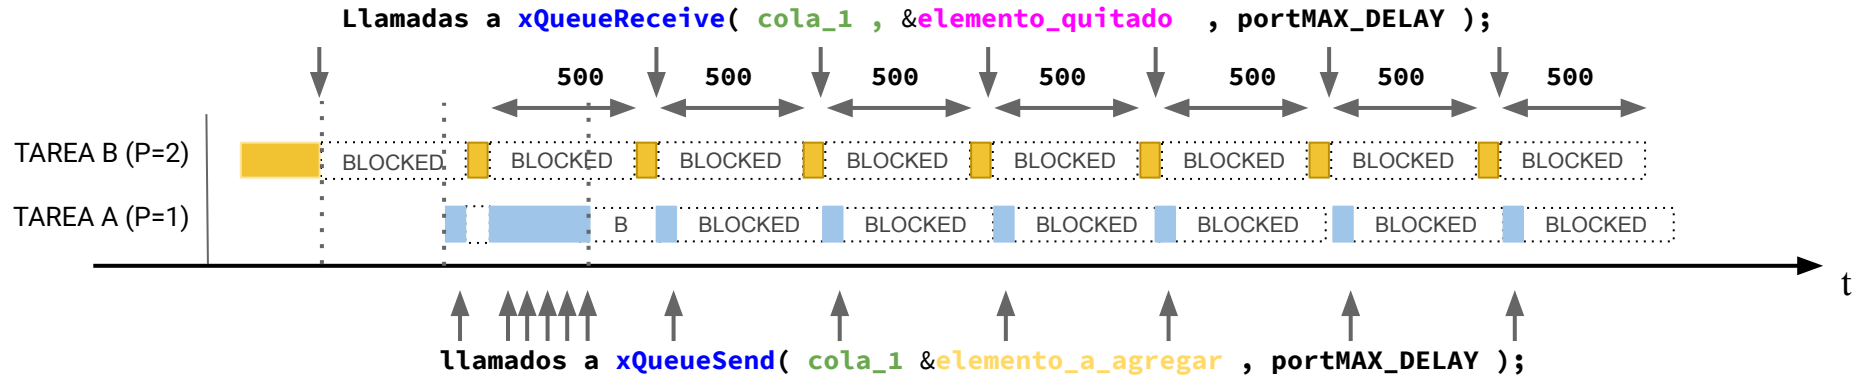 Llamadas a xQueueReceive( cola_1 , &elemento_quitado , portMAX_DELAY );
500 500 500 500 500 500 500
TAREA B (P=2) BLOCKED BLOCKED BLOCKED BLOCKED BLOCKED BLOCKED BLOCKED BLOCKED
TAREA A (P=1) B BLOCKED BLOCKED BLOCKED BLOCKED BLOCKED BLOCKED
t
llamados a xQueueSend( cola_1 &elemento_a_agregar , portMAX_DELAY );